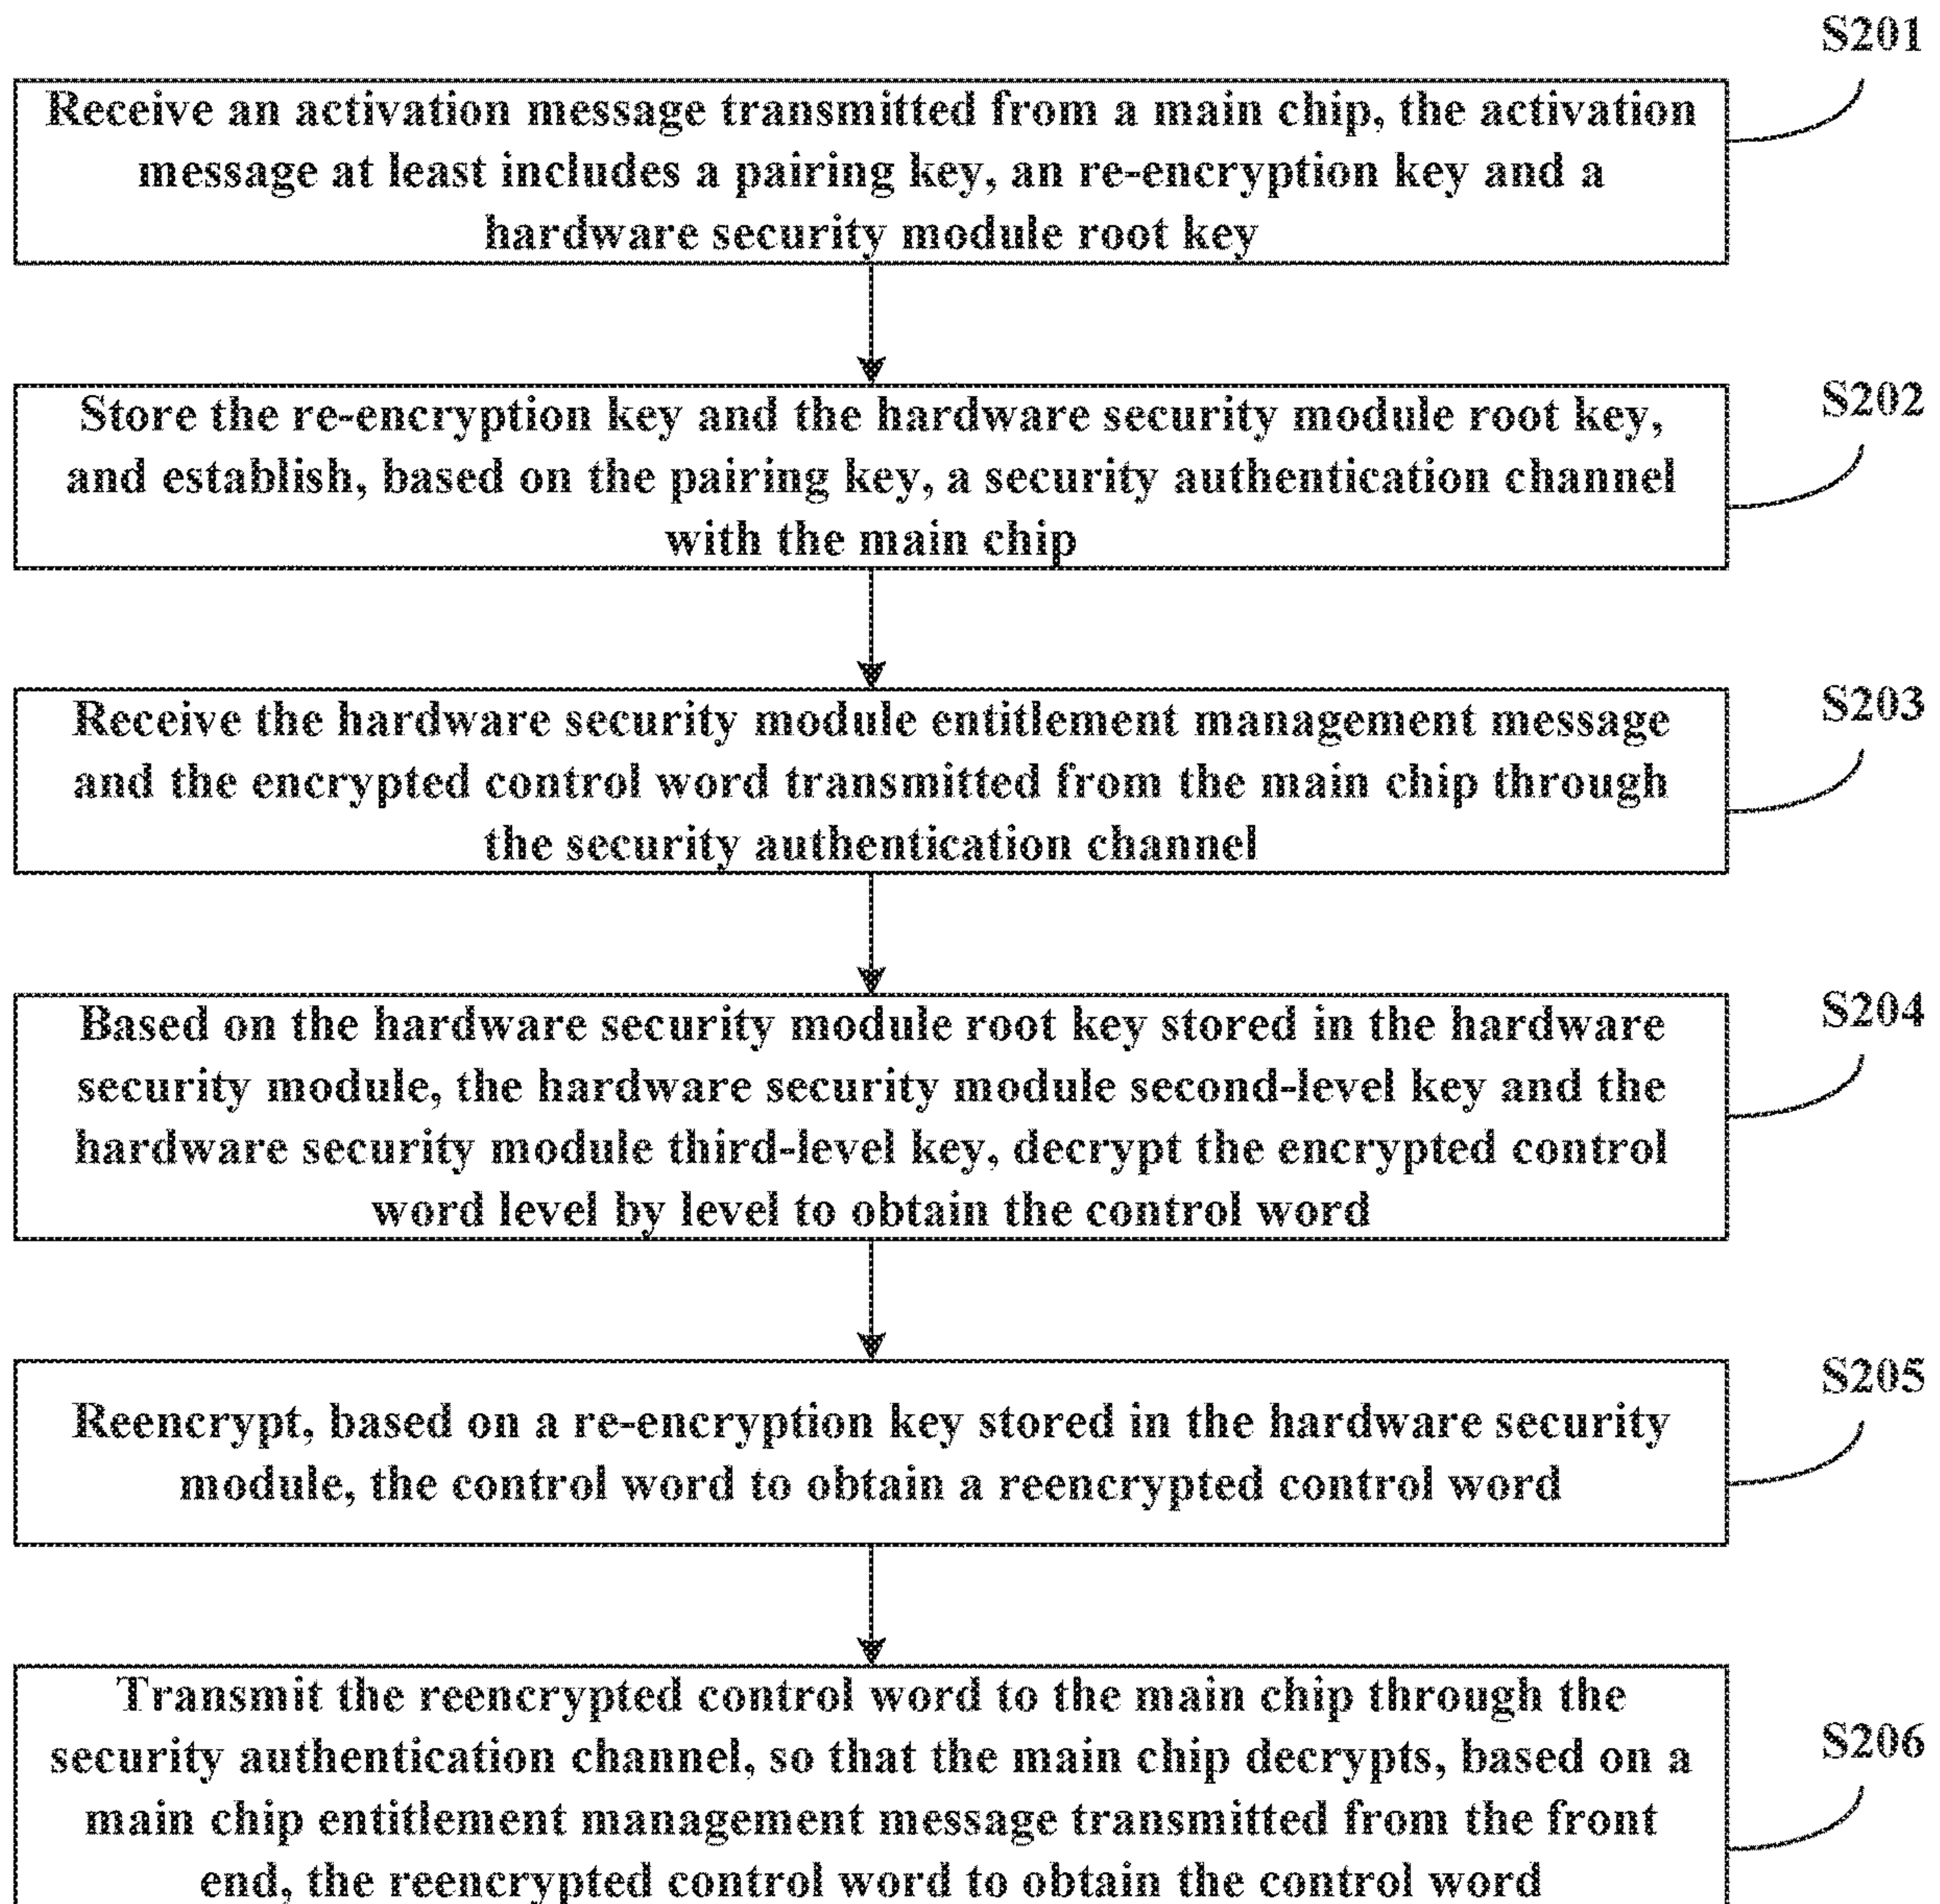 S201
Receive an activation message transmitted from a main chip, the activation
message at least includes a pairing key, an re-encryption key and a
hardware security module root key
S202
Store the re-encryption key and the hardware security module root key,
and establish, based on the pairing key, a security authentication channel
with the main chip
S203
Receive the hardware security module entitlement management message
and the encrypted control word transmitted from the main chip through
the security authentication channel
S204
Based on the hardware security module root key stored in the hardware
security module, the hardware security module second-level key and the
hardware security module third-level key, decrypt the encrypted control
word level by level to obtain the control word
S205
Reencrypt, based on a re-encryption key stored in the hardware security
module, the control word to obtain a reencrypted control word
S206
Transmit the reencrypted control word to the main chip through the
security authentication channel, so that the main chip decrypts, based on a
main chip entitlement management message transmitted from the front
end, the reencrypted control word to obtain the control word